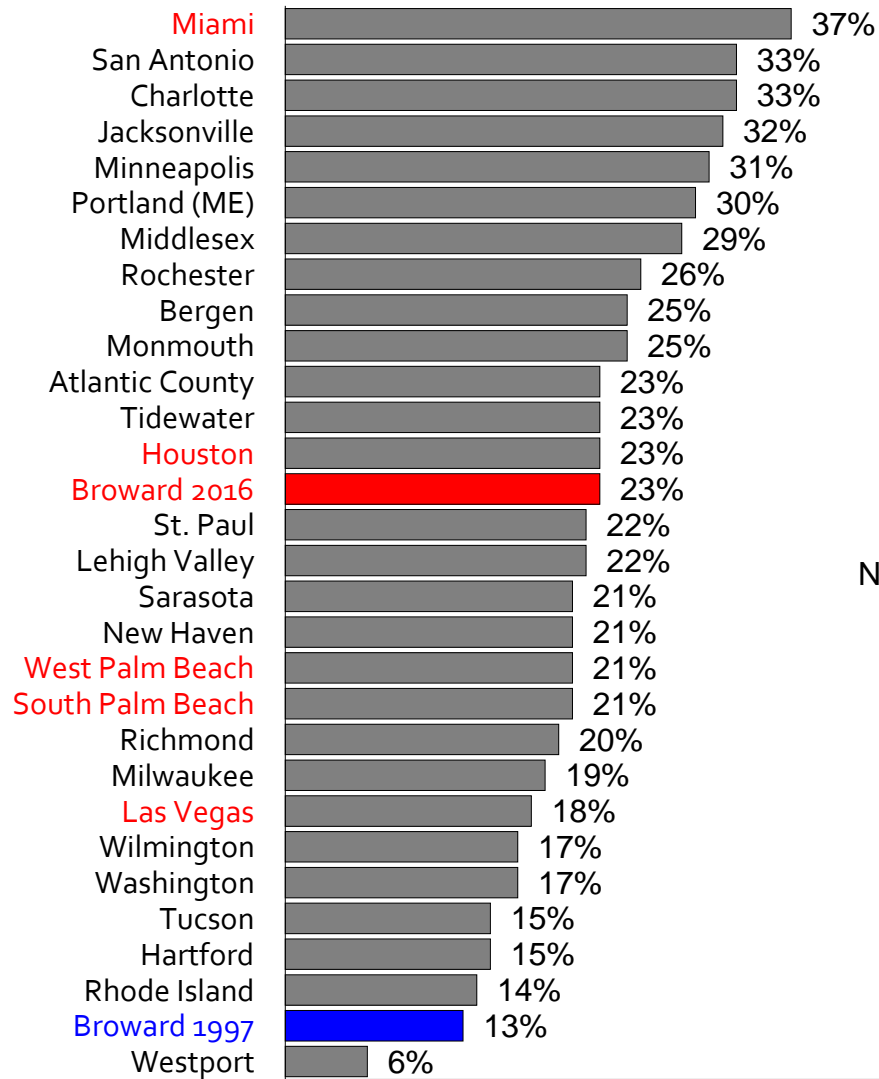 Miami 37%
San Antonio 33%
Charlotte 33%
Jacksonville 32%
Minneapolis 31%
Portland (ME) 30%
Middlesex 29%
Rochester 26%
Bergen 25%
Monmouth 25%
Atlantic County 23%
Tidewater 23%
Houston 23%
Broward 2016 23%
St. Paul 22%
Lehigh Valley 22%
N
Sarasota 21%
New Haven 21%
West Palm Beach 21%
South Palm Beach 21%
Richmond 20%
Milwaukee 19%
Las Vegas 18%
Wilmington 17%
Washington 17%
Tucson 15%
Hartford 15%
Rhode Island 14%
Broward 1997 13%
Westport 6%